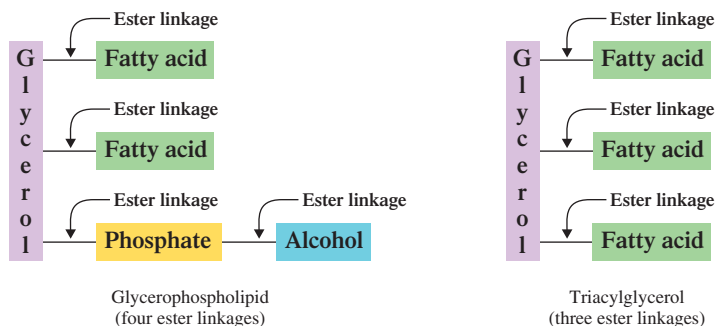 Ester linkage
Fatty acid
Ester linkage
Fatty acid
Ester linkage
Ester linkage
Phosphate
Alcohol
Glycerol
Glycerophospholipid
(four ester linkages)
Ester linkage
Fatty acid
Ester linkage
Fatty acid
Ester linkage
Fatty acid
Glycerol
Triacylglycerol
(three ester linkages)